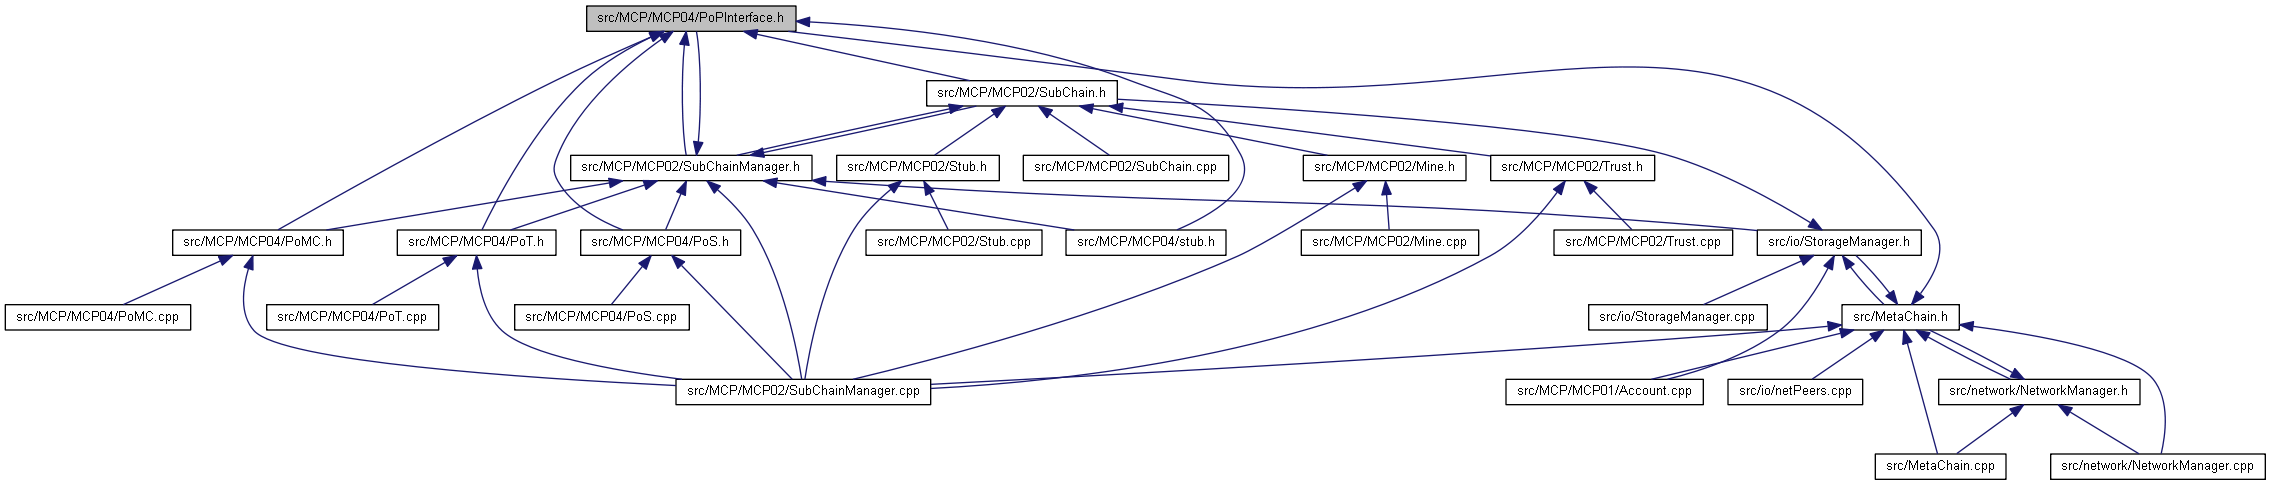 src/MCP/MCP04/PoPInterface.h
src/MCP/MCP02/SubChain.h
src/MCP/MCP02/SubChainManager.h
src/MCP/MCP02/Stub.h
src/MCP/MCP02/SubChain.cpp
src/MCP/MCP02/Mine.h
src/MCP/MCP02/Trust.h
src/MCP/MCP04/PoMC.h
src/MCP/MCP04/PoT.h
src/MCP/MCP04/PoS.h
src/MCP/MCP02/Stub.cpp
src/MCP/MCP04/stub.h
src/MCP/MCP02/Mine.cpp
src/MCP/MCP02/Trust.cpp
src/io/StorageManager.h
src/MCP/MCP04/PoMC.cpp
src/MCP/MCP04/PoT.cpp
src/MCP/MCP04/PoS.cpp
src/io/StorageManager.cpp
src/MetaChain.h
src/MCP/MCP02/SubChainManager.cpp
src/MCP/MCP01/Account.cpp
src/io/netPeers.cpp
src/network/NetworkManager.h
src/MetaChain.cpp
src/network/NetworkManager.cpp